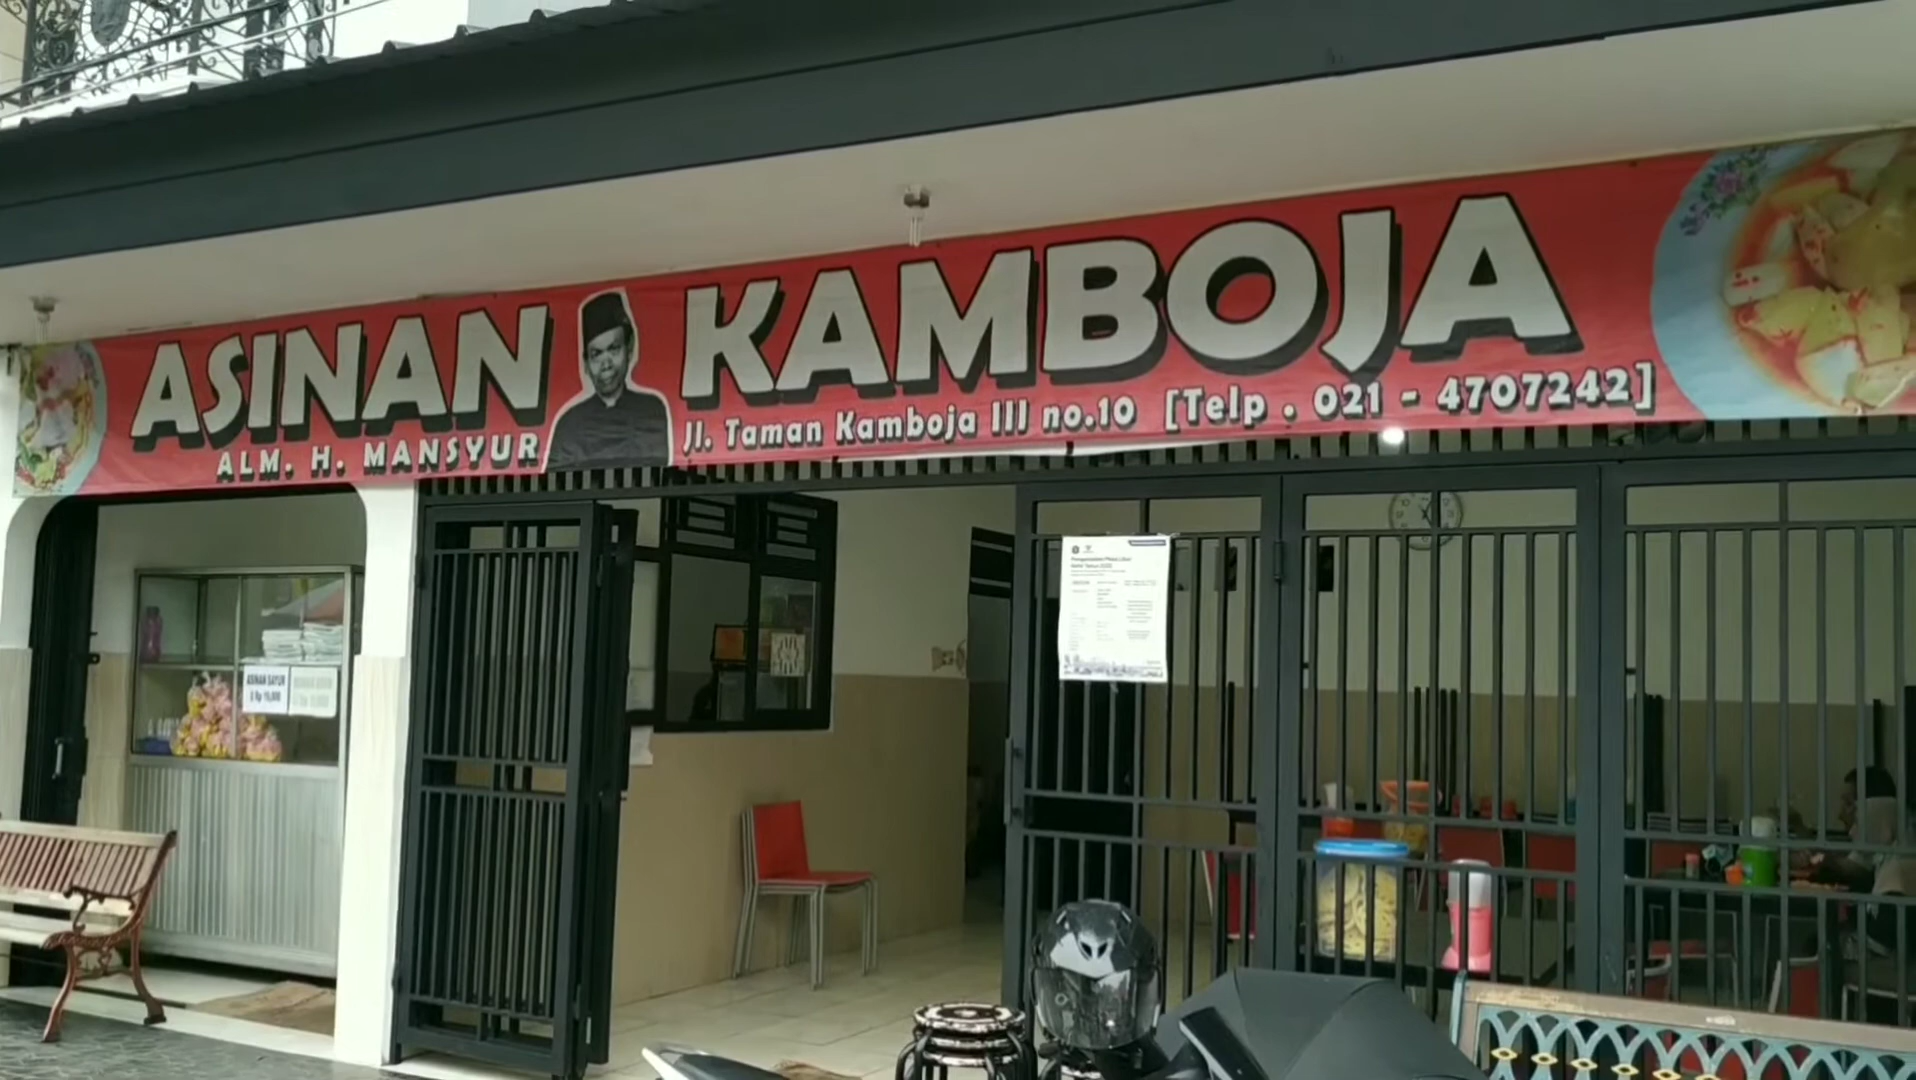 ASINAN KAMBOJA
ALM. H. MANSYUR
Jl. Taman Kamboja III no.10 [Telp. 021 - 4707242]
ASINAN SAYUR